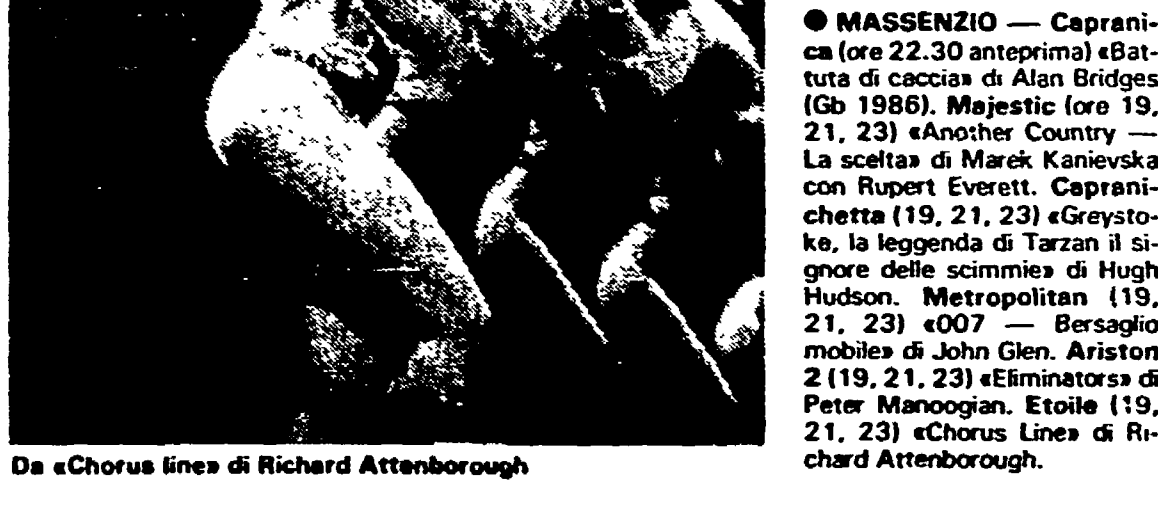 ● MASSENZIO — Caprani-
ca (ore 22.30 anteprima) «Bat-
tuta di caccia» di Alan Bridges
(Gb 1986). Majestic (ore 19,
21, 23) «Another Country —
La scelta» di Marek Kanievska
con Rupert Everett. Caprani-
chetta (19, 21, 23) «Greysto-
ke, la leggenda di Tarzan il si-
gnore delle scimmie» di Hugh
Hudson. Metropolitan (19,
21, 23) «007 — Bersaglio
mobile» di John Glen. Ariston
2 (19, 21, 23) «Eliminators» di
Peter Manoogian. Etoile (19,
21, 23) «Chorus Line» di Ri-
chard Attenborough.
Da «Chorus line» di Richard Attenborough